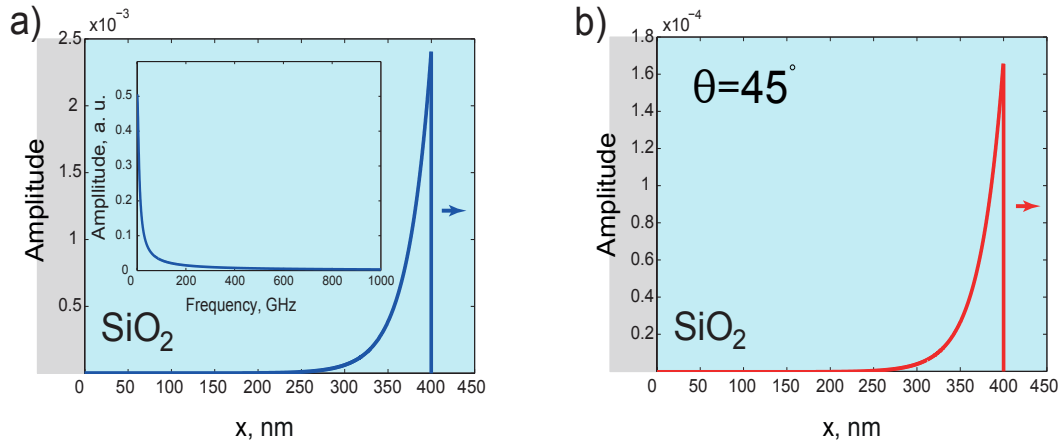 a)
x10⁻³
2.5
2
1.5
1
0.5
Amplitude
0.5
0.4
0.3
0.2
0.1
0
Ampllitude, a. u.
0 200 400 600 800 1000
Frequency, GHz
SiO₂
0 50 100 150 200 250 300 350 400 450
x, nm
b)
x10⁻⁴
1.8
1.6
1.4
1.2
1
0.8
0.6
0.4
0.2
Amplitude
θ=45°
SiO₂
0 50 100 150 200 250 300 350 400 450
x, nm